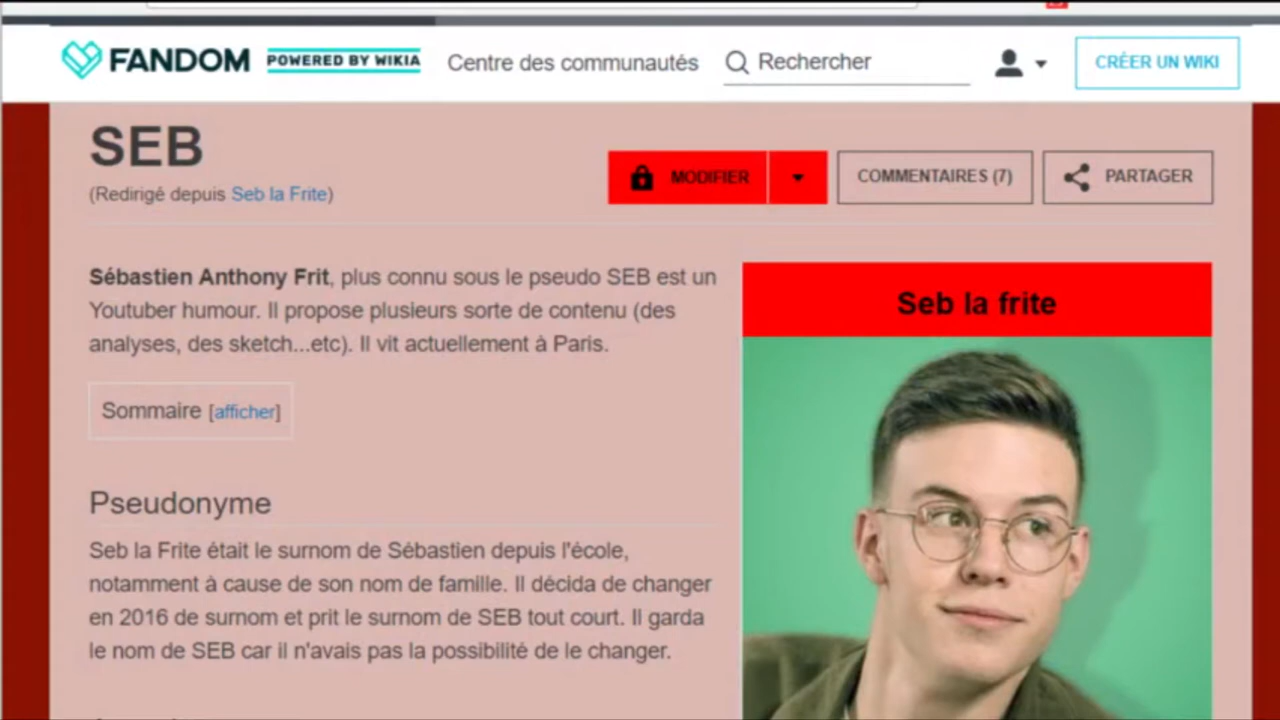 FANDOM POWERED BY WIKIA Centre des communautés Rechercher CRÉER UN WIKI
SEB
(Redirigé depuis Seb la Frite)
MODIFIER COMMENTAIRES (7) PARTAGER
Sébastien Anthony Frit, plus connu sous le pseudo SEB est un
Youtuber humour. Il propose plusieurs sorte de contenu (des
analyses, des sketch...etc). Il vit actuellement à Paris.
Sommaire [afficher]
Pseudonyme
Seb la Frite était le surnom de Sébastien depuis l'école,
notamment à cause de son nom de famille. Il décida de changer
en 2016 de surnom et prit le surnom de SEB tout court. Il garda
le nom de SEB car il n'avais pas la possibilité de le changer.
Seb la frite